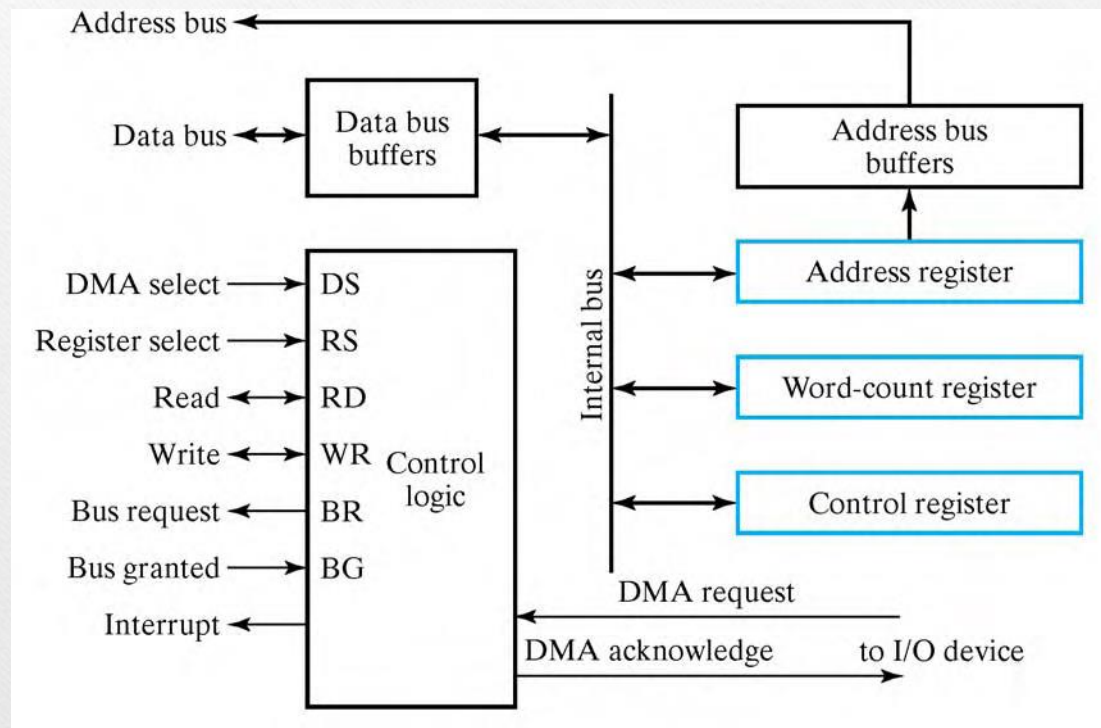 Address bus
Data bus
Data bus
buffers
Address bus
buffers
Internal bus
Address register
Word-count register
Control register
DMA select
DS
Register select
RS
Read
RD
Write
WR
Control
logic
Bus request
BR
Bus granted
BG
Interrupt
DMA request
DMA acknowledge
to I/O device